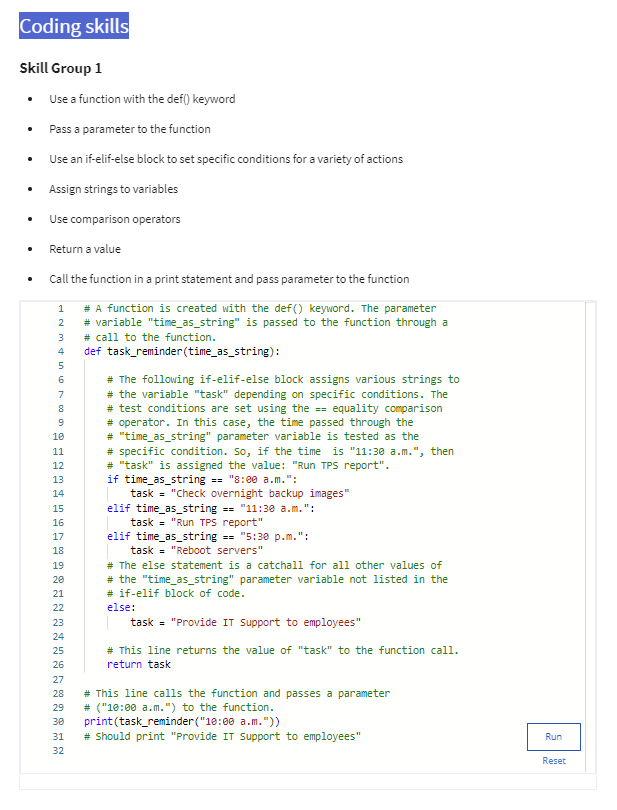 Coding skills
Skill Group 1
• Use a function with the def() keyword
• Pass a parameter to the function
• Use an if-elif-else block to set specific conditions for a variety of actions
• Assign strings to variables
• Use comparison operators
• Return a value
• Call the function in a print statement and pass parameter to the function
1 # A function is created with the def() keyword. The parameter
2 # variable "time_as_string" is passed to the function through a
3 # call to the function.
4 def task_reminder(time_as_string):
5
6 # The following if-elif-else block assigns various strings to
7 # the variable "task" depending on specific conditions. The
8 # test conditions are set using the == equality comparison
9 # operator. In this case, the time passed through the
10 # "time_as_string" parameter variable is tested as the
11 # specific condition. So, if the time  is "11:30 a.m.", then
12 # "task" is assigned the value: "Run TPS report".
13 if time_as_string == "8:00 a.m.":
14 task = "Check overnight backup images"
15 elif time_as_string == "11:30 a.m.":
16 task = "Run TPS report"
17 elif time_as_string == "5:30 p.m.":
18 task = "Reboot servers"
19 # The else statement is a catchall for all other values of
20 # the "time_as_string" parameter variable not listed in the
21 # if-elif block of code.
22 else:
23 task = "Provide IT Support to employees"
24
25 # This line returns the value of "task" to the function call.
26 return task
27
28 # This line calls the function and passes a parameter
29 # ("10:00 a.m.") to the function.
30 print(task_reminder("10:00 a.m."))
31 # Should print "Provide IT Support to employees"
32
Run
Reset